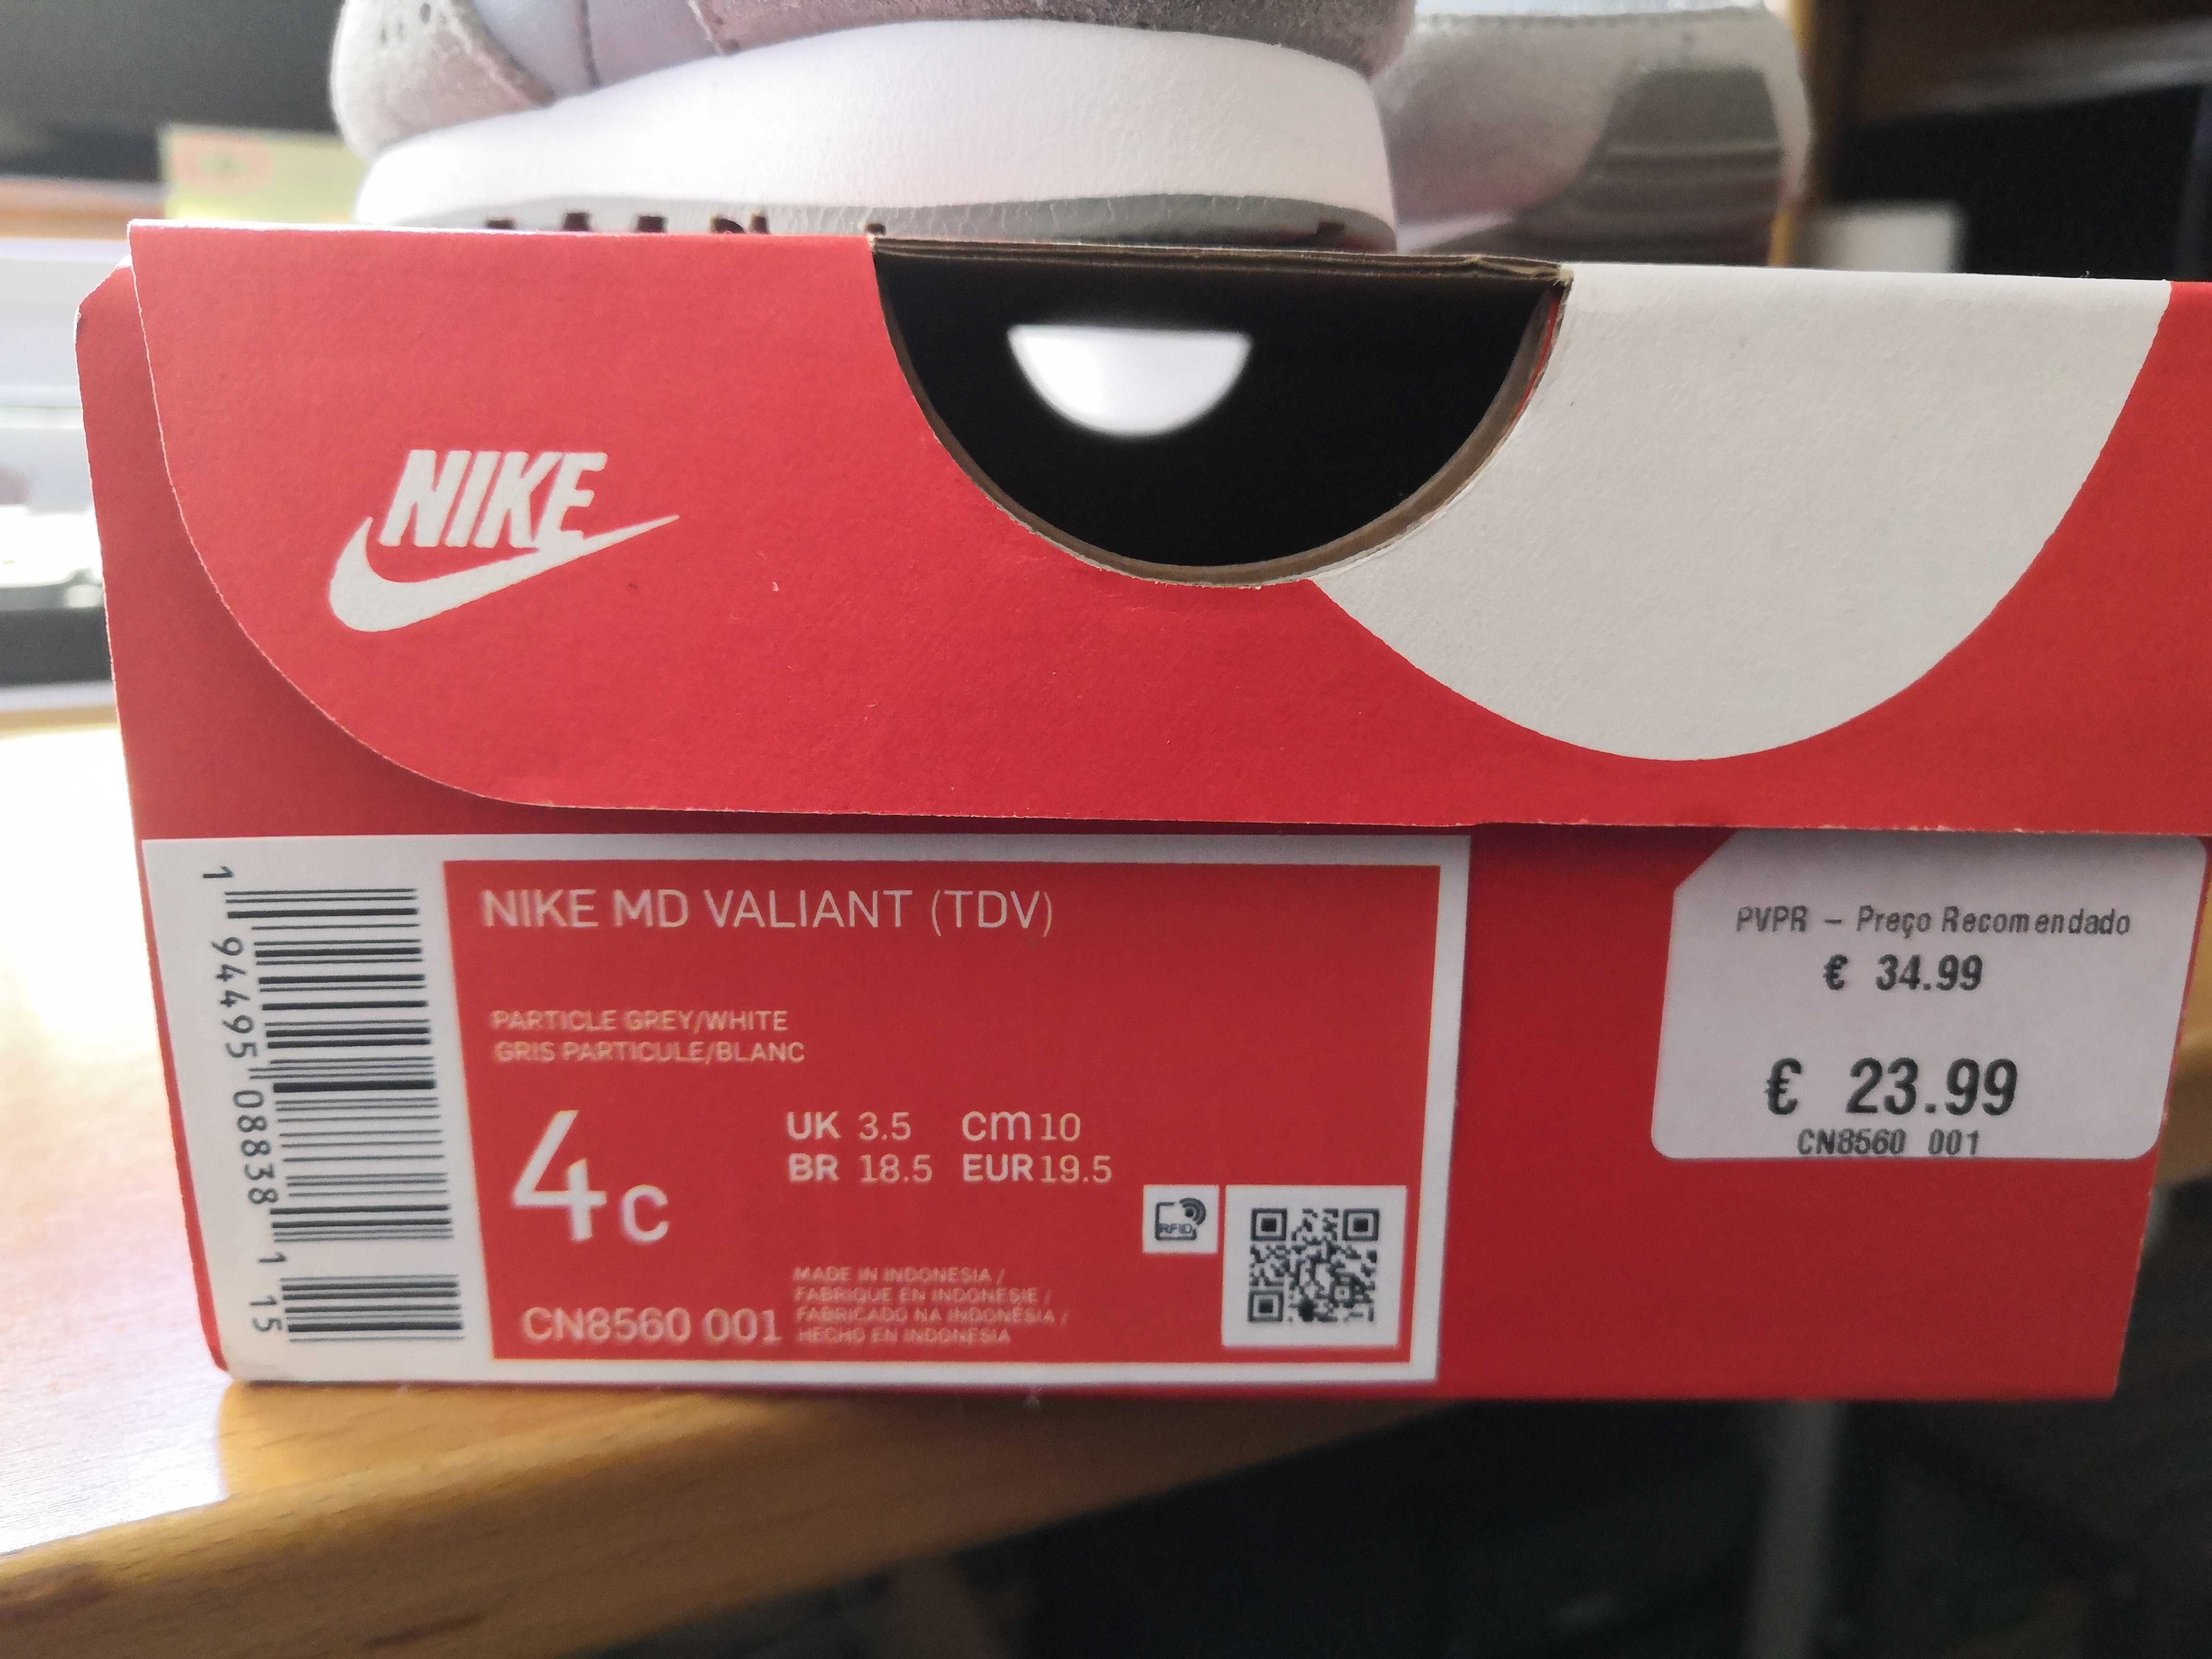 NIKE
1 94495 08838 1 15
NIKE MD VALIANT (TDV)
PARTICLE GREY/WHITE
GRIS PARTICULE/BLANC
4C
UK 3.5 cm 10
BR 18.5 EUR 19.5
RFID
CN8560 001
MADE IN INDONESIA /
FABRIQUE EN INDONESIE /
FABRICADO NA INDONÉSIA /
HECHO EN INDONESIA
PVPR - Preço Recomendado
€ 34.99
€ 23.99
CN8560 001